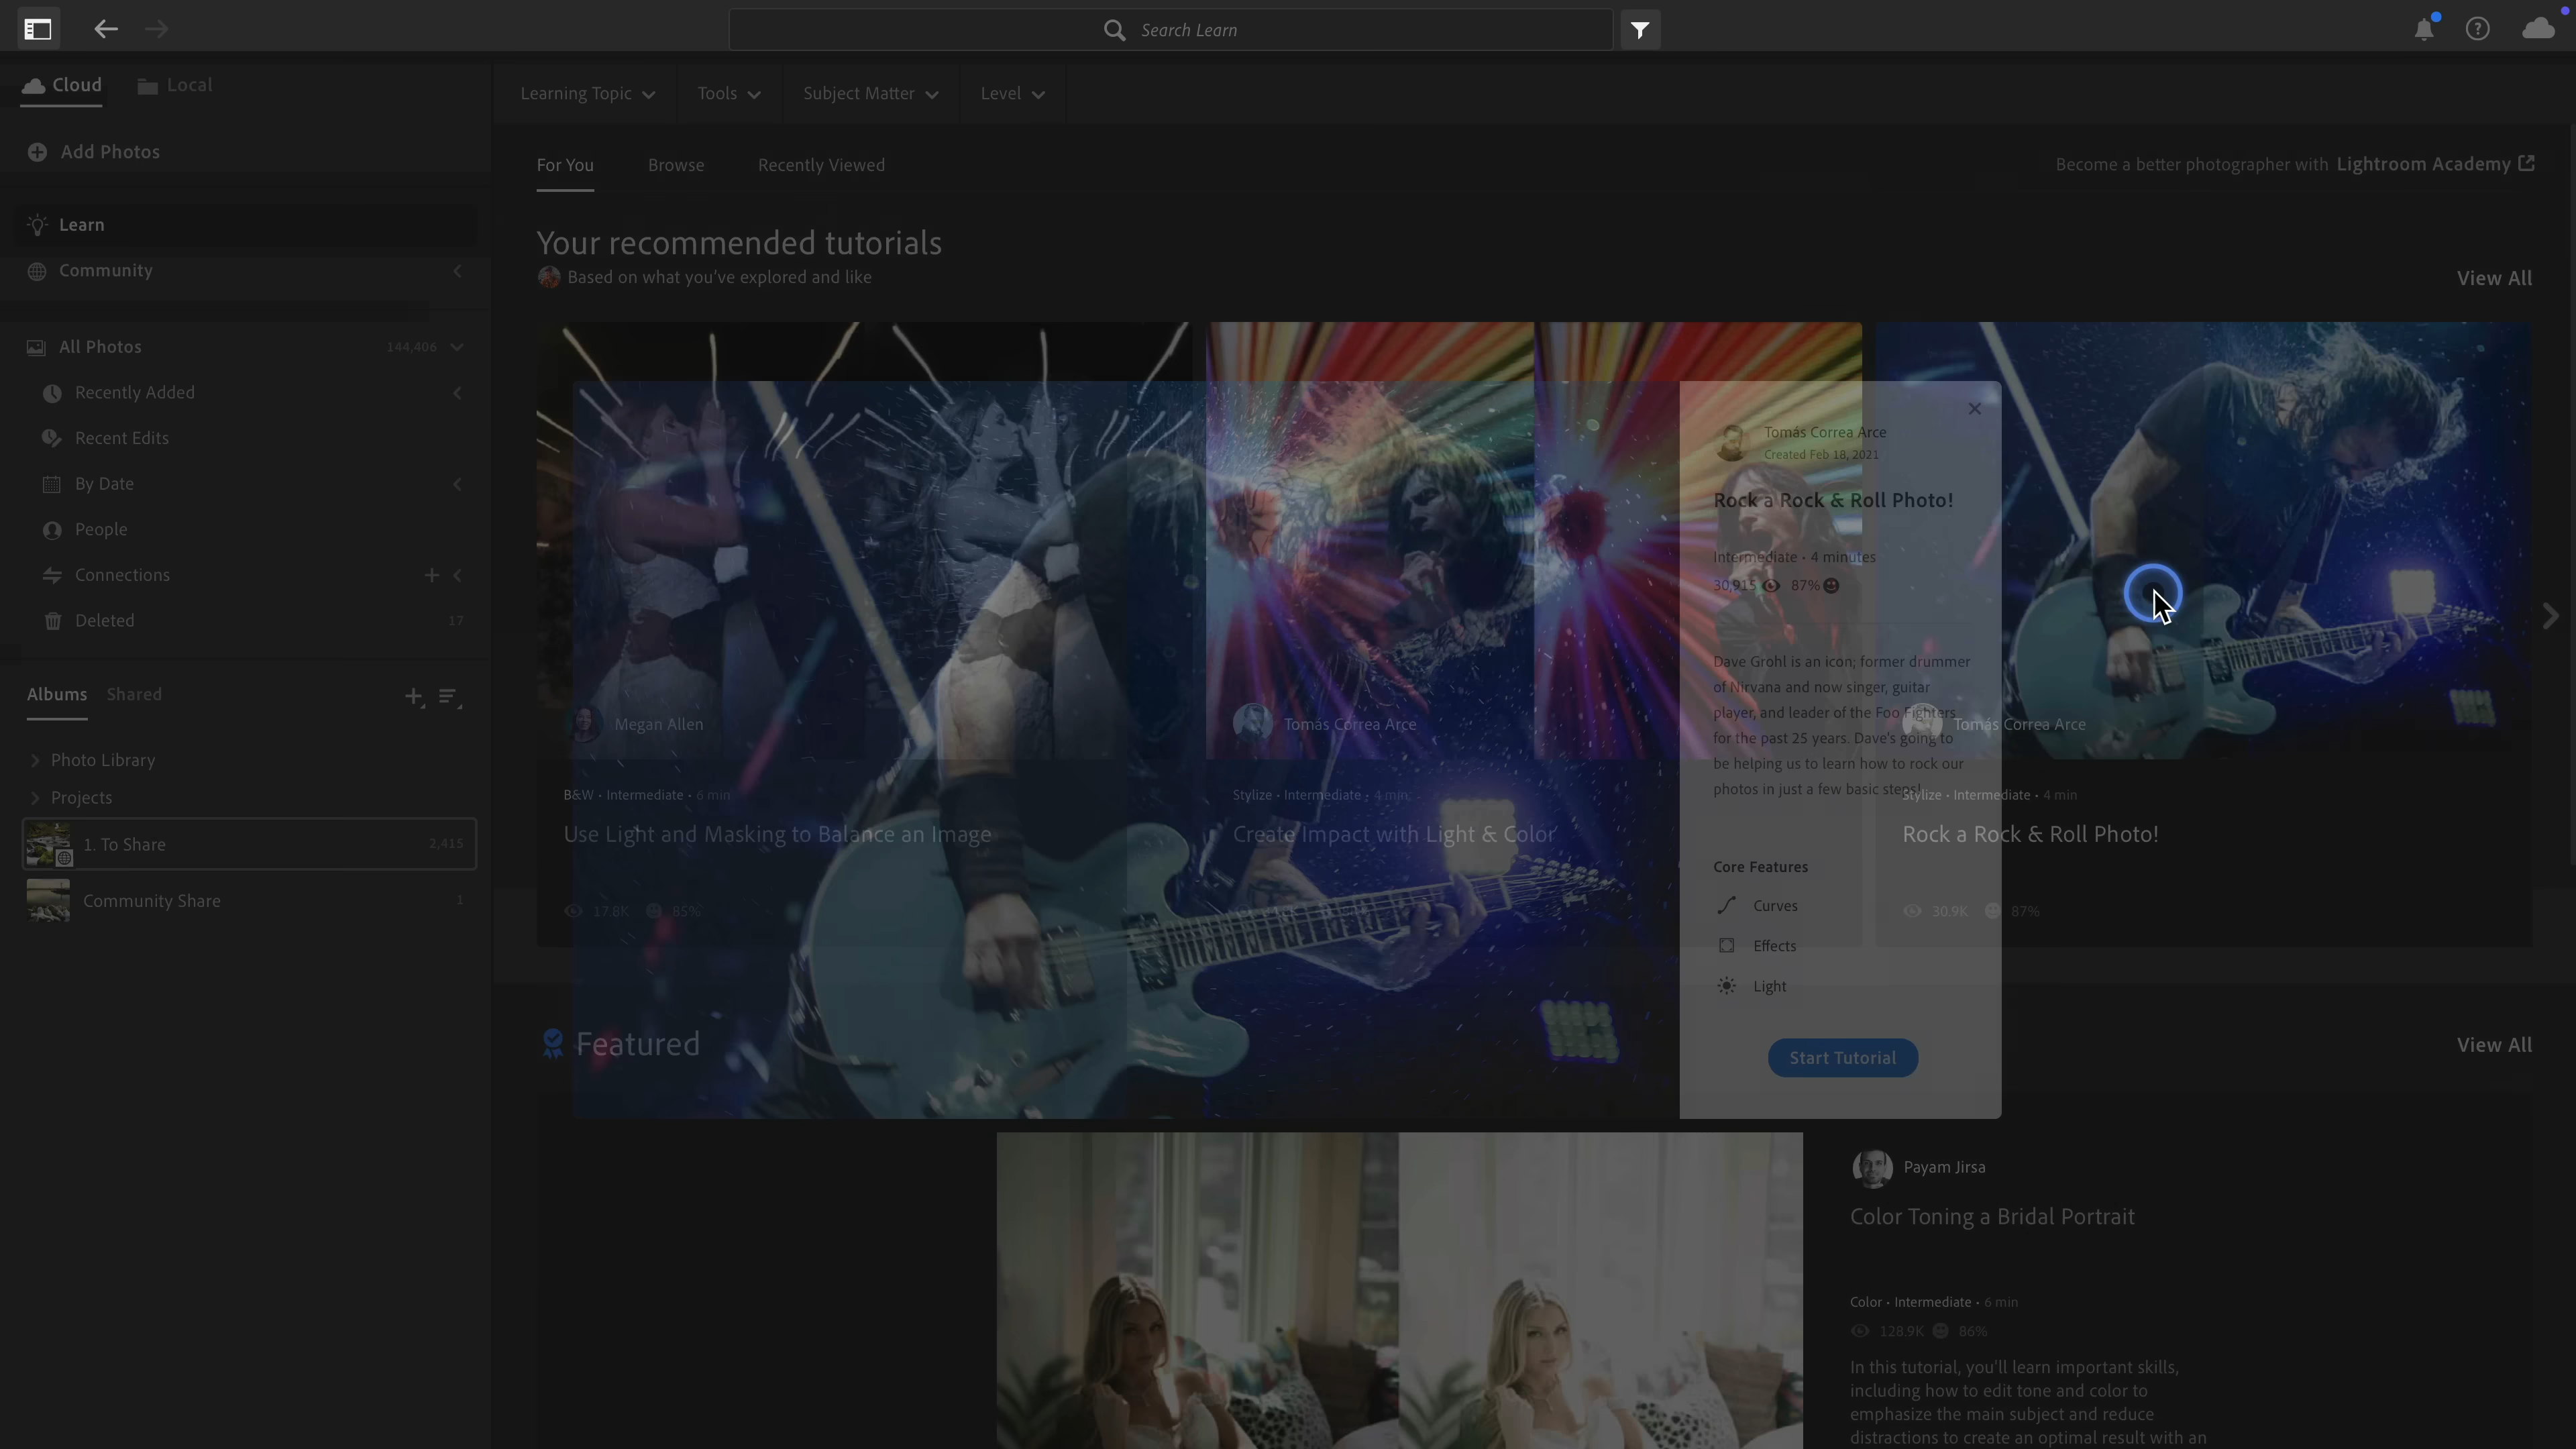 Search Learn
Cloud
Local
Learning Topic
Tools
Subject Matter
Level
Add Photos
For You
Browse
Recently Viewed
Become a better photographer with Lightroom Academy
Learn
Your recommended tutorials
Community
Based on what you've explored and like
View All
All Photos
144,406
Recently Added
Recent Edits
By Date
People
Connections
Deleted
17
Albums
Shared
Photo Library
Projects
1. To Share
2,415
Community Share
1
Megan Allen
B&W • Intermediate • 6 min
Use Light and Masking to Balance an Image
17.8K
85%
Tomás Correa Arce
Stylize • Intermediate • 4 min
Create Impact with Light & Color
Tomás Correa Arce
Stylize • Intermediate • 4 min
Rock a Rock & Roll Photo!
30.9K
87%
Tomás Correa Arce
Created Feb 18, 2021
Rock a Rock & Roll Photo!
Intermediate • 4 minutes
30,915
87%
Dave Grohl is an icon; former drummer
of Nirvana and now singer, guitar
player, and leader of the Foo Fighters
for the past 25 years. Dave's going to
be helping us to learn how to rock our
photos in just a few basic steps!
Core Features
Curves
Effects
Light
Start Tutorial
Featured
View All
Payam Jirsa
Color Toning a Bridal Portrait
Color • Intermediate • 6 min
128.9K
86%
In this tutorial, you'll learn important skills,
including how to edit tone and color to
emphasize the main subject and reduce
distractions to create an optimal result with an